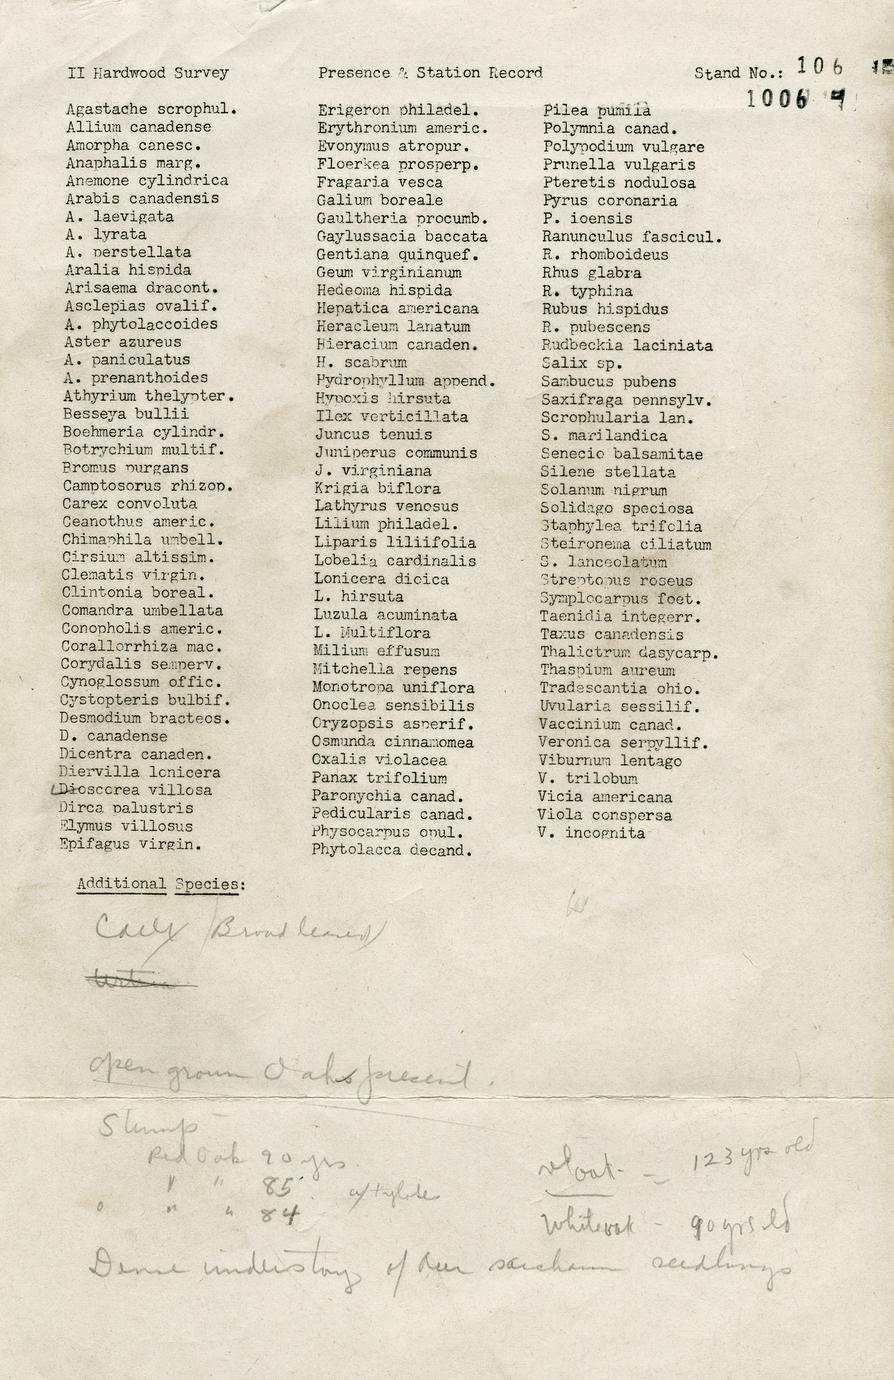 II Hardwood Survey Presence & Station Record Stand No.: 106
1006
Agastache scrophul.
Allium canadense
Amorpha canesc.
Anaphalis marg.
Anemone cylindrica
Arabis canadensis
A. laevigata
A. lyrata
A. perstellata
Aralia hispida
Arisaema dracont.
Asclepias ovalif.
A. phytolaccoides
Aster azureus
A. paniculatus
A. prenanthoides
Athyrium thelypter.
Besseya bullii
Boehmeria cylindr.
Botrychium multif.
Bromus purgans
Camptosorus rhizop.
Carex convoluta
Ceanothus americ.
Chimaphila umbell.
Cirsium altissim.
Clematis virgin.
Clintonia boreal.
Comandra umbellata
Conopholis americ.
Corallorrhiza mac.
Corydalis semperv.
Cynoglossum offic.
Cystopteris bulbif.
Desmodium bracteos.
D. canadense
Dicentra canaden.
Diervilla lonicera
Dioscorea villosa
Dirca palustris
Elymus villosus
Epifagus virgin.
Erigeron philadel.
Erythronium americ.
Evonymus atropur.
Floerkea prosperp.
Fragaria vesca
Galium boreale
Gaultheria procumb.
Gaylussacia baccata
Gentiana quinquef.
Geum virginianum
Hedeoma hispida
Hepatica americana
Heracleum lanatum
Hieracium canaden.
H. scabrum
Hydrophyllum append.
Hypoxis hirsuta
Ilex verticillata
Juncus tenuis
Juniperus communis
J. virginiana
Krigia biflora
Lathyrus venosus
Lilium philadel.
Liparis liliifolia
Lobelia cardinalis
Lonicera dioica
L. hirsuta
Luzula acuminata
L. Multiflora
Milium effusum
Mitchella repens
Monotropa uniflora
Onoclea sensibilis
Oryzopsis asperif.
Osmunda cinnamomea
Oxalis violacea
Panax trifolium
Paronychia canad.
Pedicularis canad.
Physocarpus opul.
Phytolacca decand.
Pilea pumila
Polymnia canad.
Polypodium vulgare
Prunella vulgaris
Pteretis nodulosa
Pyrus coronaria
P. ioensis
Ranunculus fascicul.
R. rhomboideus
Rhus glabra
R. typhina
Rubus hispidus
R. pubescens
Rudbeckia laciniata
Salix sp.
Sambucus pubens
Saxifraga pennsylv.
Scrophularia lan.
S. marilandica
Senecio balsamitae
Silene stellata
Solanum nigrum
Solidago speciosa
Staphylea trifolia
Steironema ciliatum
S. lanceolatum
Streptopus roseus
Symplocarpus foet.
Taenidia integerr.
Taxus canadensis
Thalictrum dasycarp.
Thaspium aureum
Tradescantia ohio.
Uvularia sessilif.
Vaccinium canad.
Veronica serpyllif.
Viburnum lentago
V. trilobum
Vicia americana
Viola conspersa
V. incognita
Additional Species:
(Broad leaved)
open grown Oaks present.
Stumps
Red Oak 90 yrs.
" " 85 w/tyloses
" " " 84
oak - 123 yrs old
White oak - 90 yrs old
Dense understory of Acer saccharum seedlings